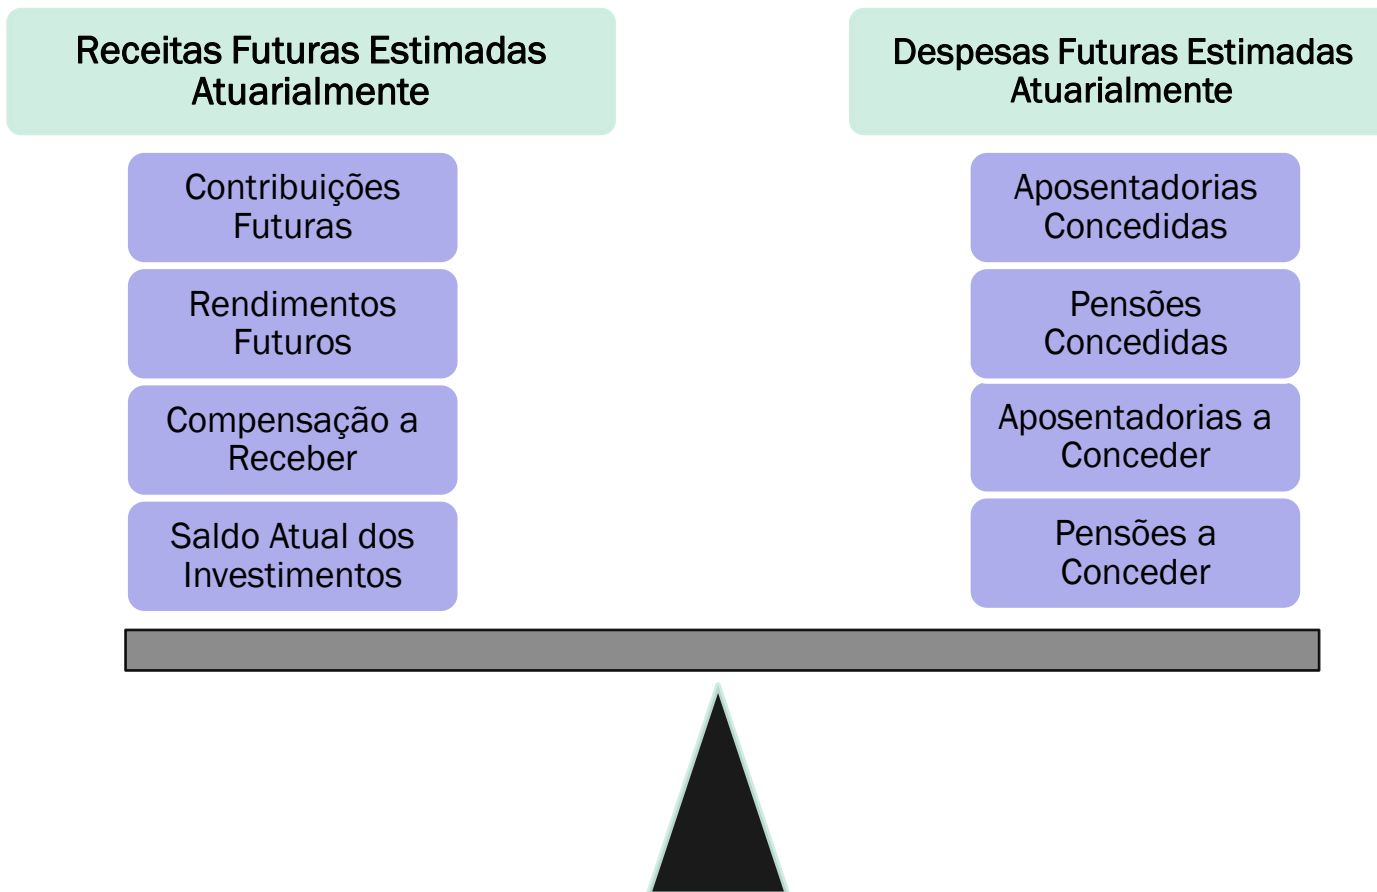 Receitas Futuras Estimadas
Atuarialmente
Contribuições
Futuras
Rendimentos
Futuros
Compensação a
Receber
Saldo Atual dos
Investimentos
Despesas Futuras Estimadas
Atuarialmente
Aposentadorias
Concedidas
Pensões
Concedidas
Aposentadorias a
Conceder
Pensões a
Conceder